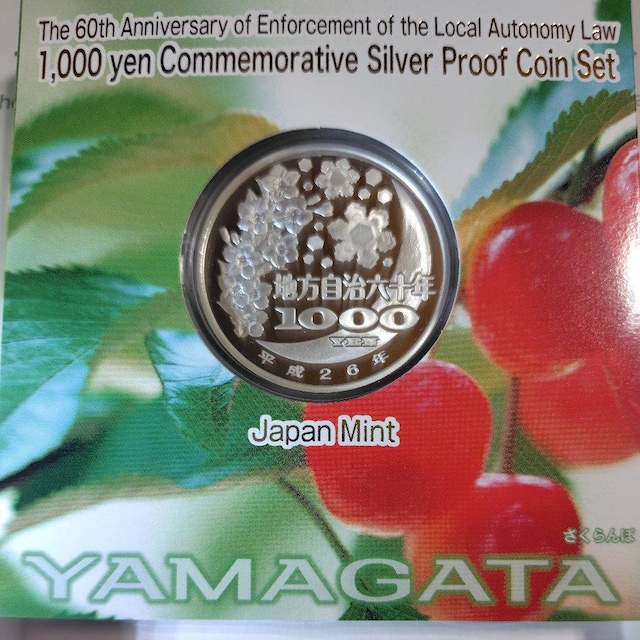 The 60th Anniversary of Enforcement of the Local Autonomy Law
1,000 yen Commemorative Silver Proof Coin Set
地方自治六十年
1000
YEN
平成26年
Japan Mint
さくらんぼ
YAMAGATA